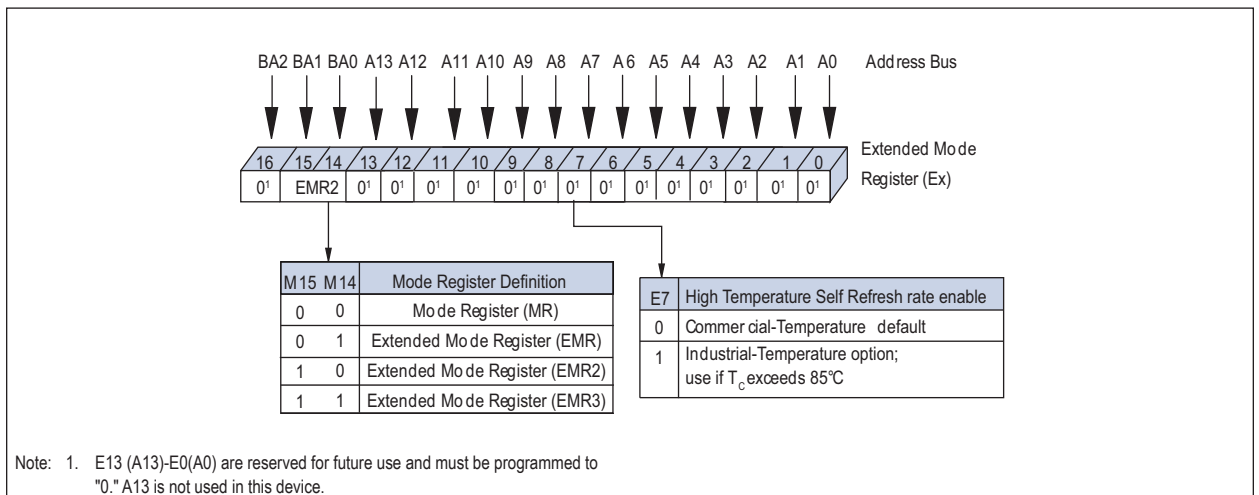 BA2 BA1 BA0 A13 A12 A11 A10 A9 A8 A7 A6 A5 A4 A3 A2 A1 A0 Address Bus
16 15 14 13 12 11 10 9 8 7 6 5 4 3 2 1 0
Extended Mode
Register (Ex)
0¹ EMR2 0¹ 0¹ 0¹ 0¹ 0¹ 0¹ 0¹ 0¹ 0¹ 0¹ 0¹ 0¹ 0¹ 0¹
M15 M14 Mode Register Definition
0 0 Mode Register (MR)
0 1 Extended Mode Register (EMR)
1 0 Extended Mode Register (EMR2)
1 1 Extended Mode Register (EMR3)
E7 High Temperature Self Refresh rate enable
0 Commercial-Temperature default
1 Industrial-Temperature option;
use if TC exceeds 85°C
Note: 1. E13 (A13)-E0(A0) are reserved for future use and must be programmed to
"0." A13 is not used in this device.